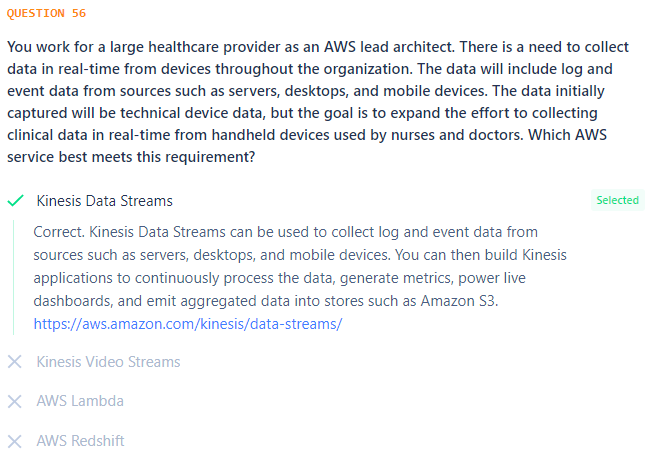 QUESTION 56
You work for a large healthcare provider as an AWS lead architect. There is a need to collect
data in real-time from devices throughout the organization. The data will include log and
event data from sources such as servers, desktops, and mobile devices. The data initially
captured will be technical device data, but the goal is to expand the effort to collecting
clinical data in real-time from handheld devices used by nurses and doctors. Which AWS
service best meets this requirement?
Kinesis Data Streams
Selected
Correct. Kinesis Data Streams can be used to collect log and event data from
sources such as servers, desktops, and mobile devices. You can then build Kinesis
applications to continuously process the data, generate metrics, power live
dashboards, and emit aggregated data into stores such as Amazon S3.
https://aws.amazon.com/kinesis/data-streams/
Kinesis Video Streams
AWS Lambda
AWS Redshift